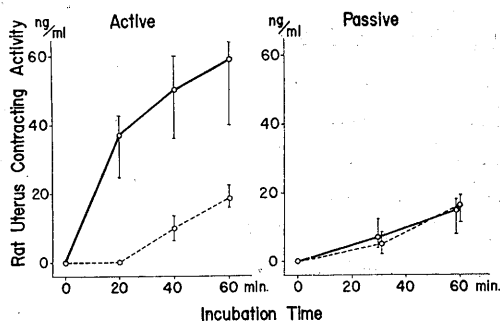 ng/ml Active
Rat Uterus Contracting Activity
60
40
20
0
0 20 40 60 min.
ng/ml Passive
60
40
20
0
0 20 40 60 min.
Incubation Time